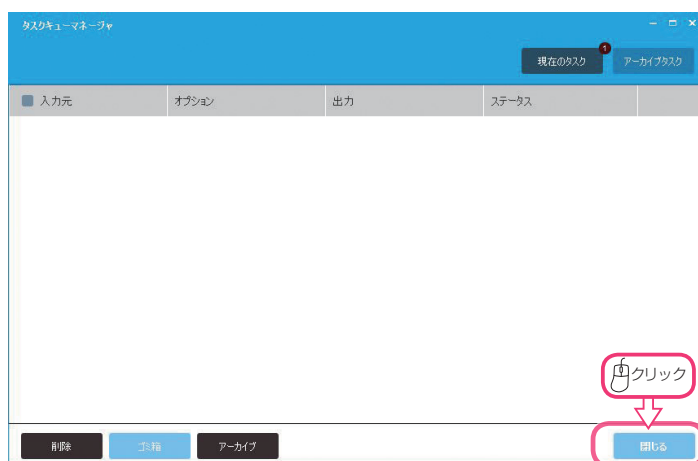 タスクキューマネージャ
現在のタスク 1 アーカイブタスク
入力元 オプション 出力 ステータス
クリック
削除 ゴミ箱 アーカイブ 閉じる